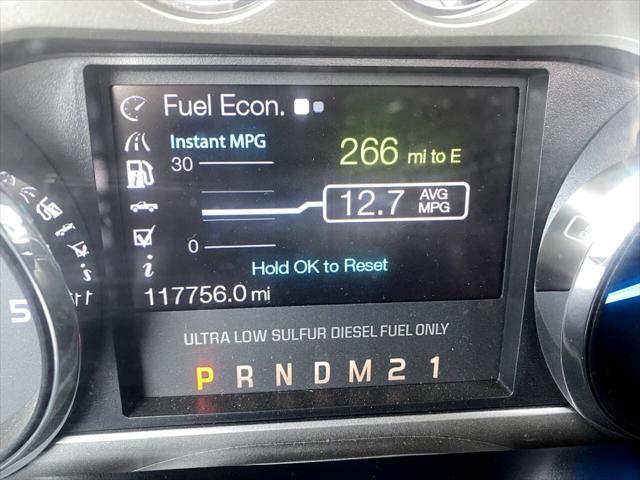 Fuel Econ.
Instant MPG
266 mi to E
30
12.7 AVG MPG
0
Hold OK to Reset
117756.0 mi
ULTRA LOW SULFUR DIESEL FUEL ONLY
P R N D M 2 1
5